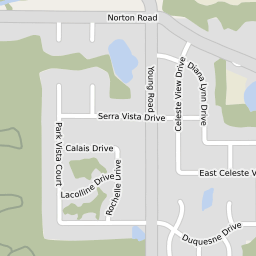 Norton Road
Young Road
Celeste View Drive
Diana Lynn Drive
Serra Vista Drive
Park Vista Court
Calais Drive
Lacolline Drive
Rochelle Drive
East Celeste V
Duquesne Drive